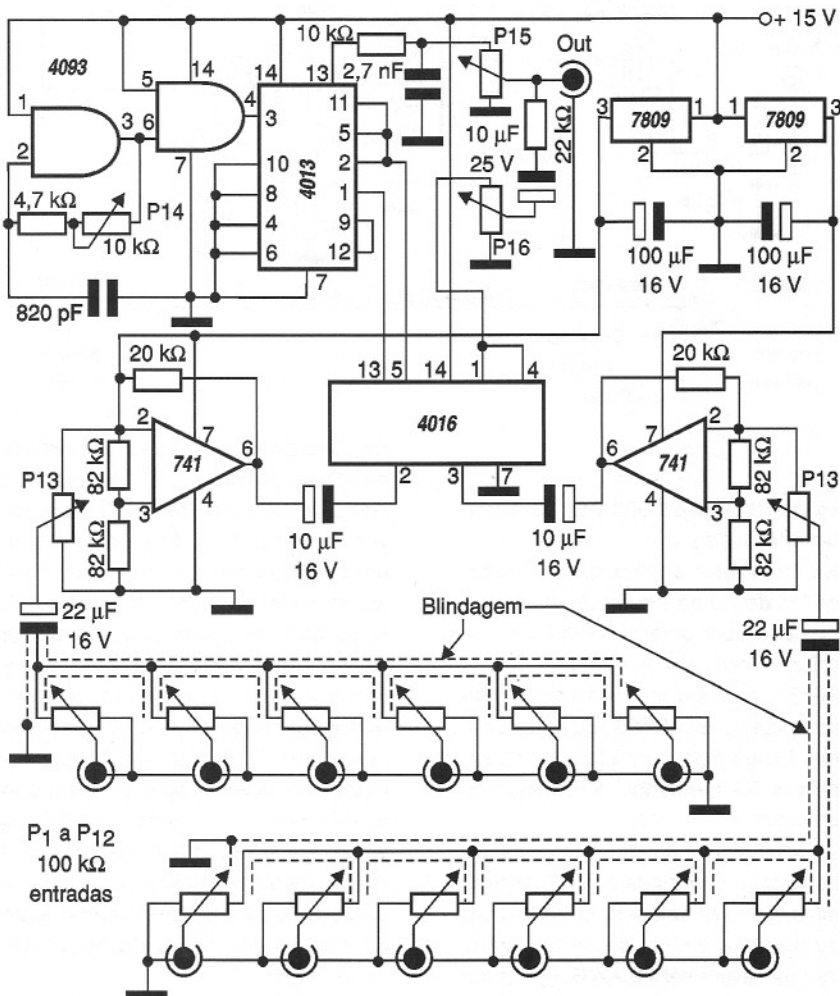 + 15 V
4093
10 kΩ
P15
Out
1
2
3
5
6
14
4
7
14
13
3
2,7 nF
11
5
2
10
8
4
6
4013
1
9
12
7
10 µF
25 V
22 kΩ
P16
3
7809
1
2
1
7809
3
2
4,7 kΩ
P14
10 kΩ
820 pF
100 µF
16 V
100 µF
16 V
20 kΩ
13
5
14
1
4
4016
2
3
7
20 kΩ
P13
82 kΩ
82 kΩ
2
3
741
7
4
6
10 µF
16 V
10 µF
16 V
6
7
4
741
2
3
82 kΩ
82 kΩ
P13
22 µF
16 V
Blindagem
22 µF
16 V
P1 a P12
100 kΩ
entradas